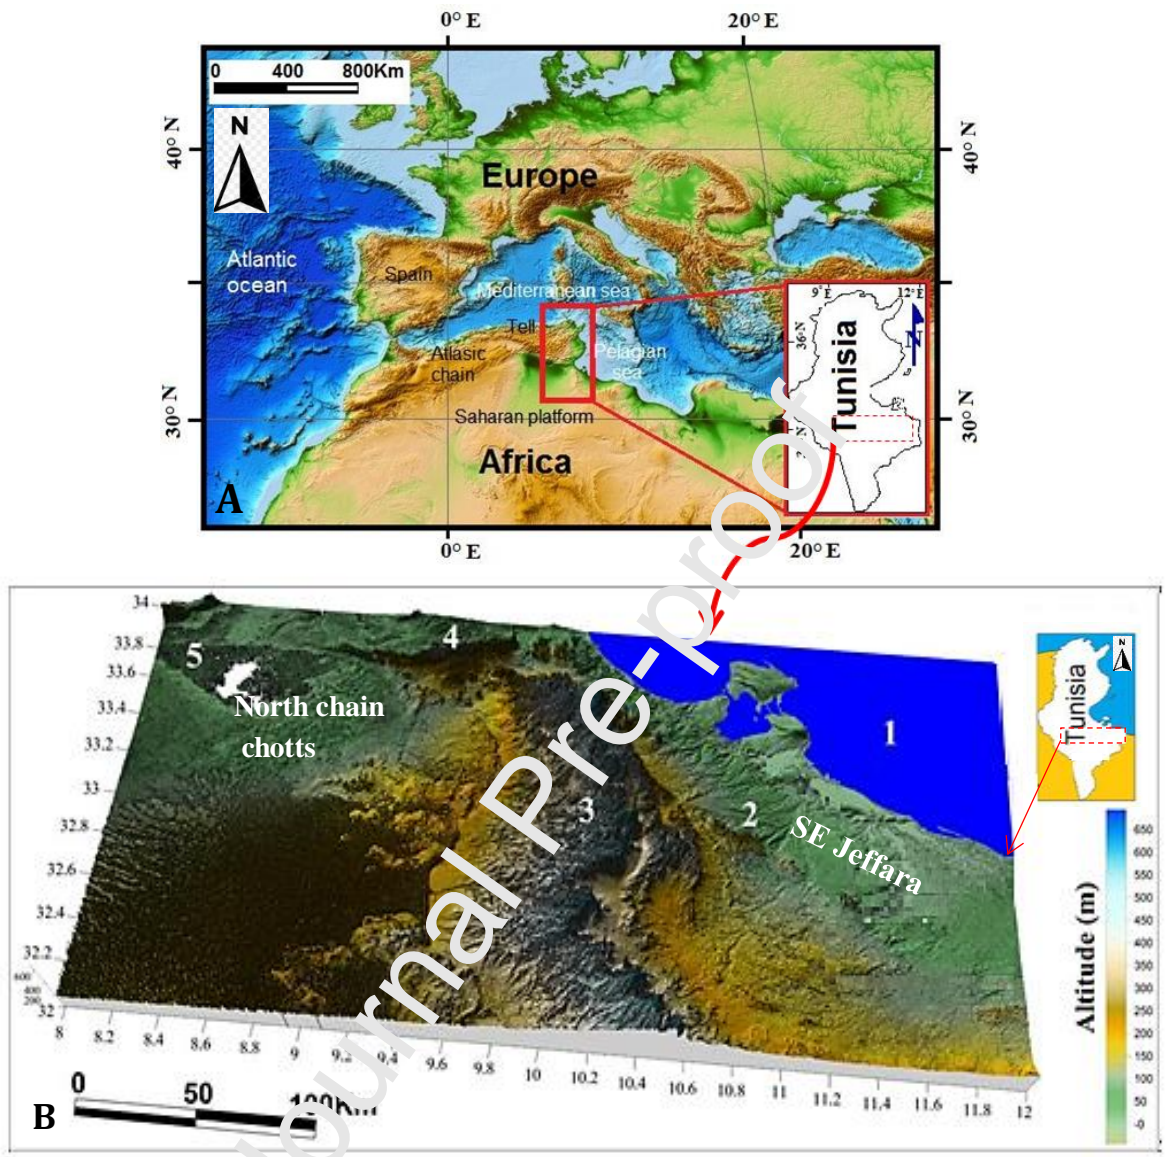 0° E
20° E
0 400 800Km
N
40° N
40° N
Europe
Atlantic
ocean
Spain
Mediterranean sea
9°E
12°E
36°N
N
Tunisia
Tell
Pelagian
sea
Atlasic
chain
30° N
30° N
Saharan platform
Africa
A
0° E
20° E
34
33.8
33.6
33.4
33.2
33
32.8
32.6
32.4
32.2
32
5
4
1
North chain
chotts
3
2
SE Jeffara
N
Tunisia
650
600
550
500
450
400
350
300
250
200
150
100
50
-0
Altitude (m)
600
400
200
8 8.2 8.4 8.6 8.8 9 9.2 9.4 9.6 9.8 10 10.2 10.4 10.6 10.8 11 11.2 11.4 11.6 11.8 12
0 50 100Km
B
Journal Pre-proof